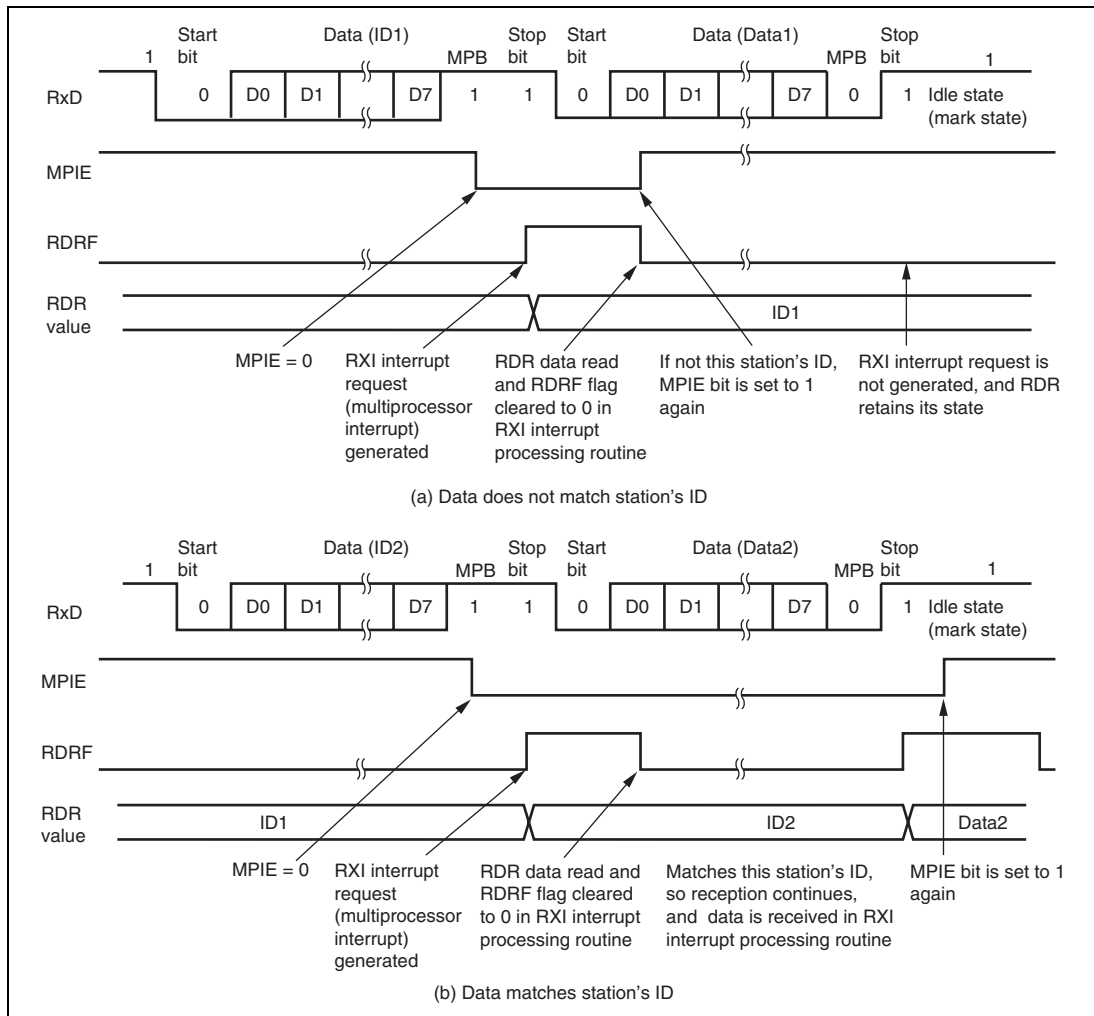 Start bit Data (ID1) MPB Stop bit Start bit Data (Data1) MPB Stop bit
1 1
RxD 0 D0 D1 D7 1 1 0 D0 D1 D7 0 1 Idle state (mark state)
MPIE
RDRF
RDR value ID1
MPIE = 0
RXI interrupt
request
(multiprocessor
interrupt)
generated
RDR data read
and RDRF flag
cleared to 0 in
RXI interrupt
processing routine
If not this station's ID,
MPIE bit is set to 1
again
RXI interrupt request is
not generated, and RDR
retains its state
(a) Data does not match station's ID
Start bit Data (ID2) MPB Stop bit Start bit Data (Data2) MPB Stop bit
1 1
RxD 0 D0 D1 D7 1 1 0 D0 D1 D7 0 1 Idle state (mark state)
MPIE
RDRF
RDR value ID1 ID2 Data2
MPIE = 0
RXI interrupt
request
(multiprocessor
interrupt)
generated
RDR data read and
RDRF flag cleared
to 0 in RXI interrupt
processing routine
Matches this station's ID,
so reception continues,
and data is received in RXI
interrupt processing routine
MPIE bit is set to 1
again
(b) Data matches station's ID